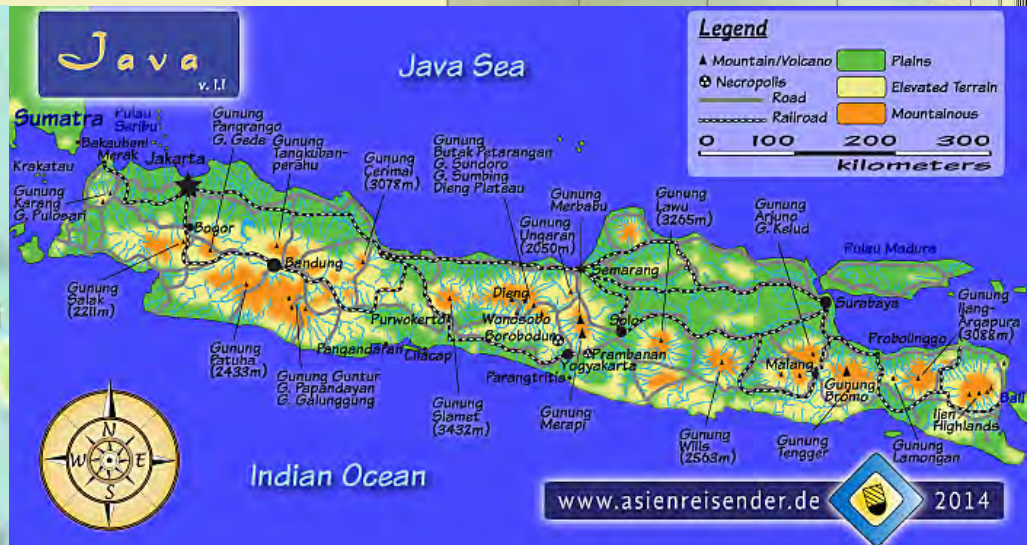 Java
v. 1.1
Java Sea
Legend
Mountain/Volcano
Necropolis
Road
Railroad
Plains
Elevated Terrain
Mountainous
0 100 200 300
kilometers
Sumatra
Pulau
Seribu
Bakauheni
Merak
Jakarta
Krakatau
Gunung
Karang
G. Pulosari
Gunung
Pangrango
G. Gede
Gunung
Tangkuban-
perahu
Gunung
Cerimal
(3078m)
Gunung
Butak Petarangan
G. Sundoro
G. Sumbing
Dieng Plateau
Gunung
Ungaran
(2050m)
Gunung
Merbabu
Gunung
Lawu
(3265m)
Gunung
Arjuno
G. Kelud
Pulau Madura
Bogor
Bandung
Semarang
Surabaya
Gunung
Ijang-
Argapura
(3088m)
Gunung
Salak
(2211m)
Dieng
Wonosobo
Borobodur
Purwokerto
Solo
Prambanan
Yogyakarta
Probolinggo
Malang
Gunung
Bromo
Bali
Ijen
Highlands
Pangandaran
Cilacap
Parangtritis
Gunung
Patuha
(2433m)
Gunung Guntur
G. Papandayan
G. Galunggung
Gunung
Slamet
(3432m)
Gunung
Merapi
Gunung
Wilis
(2563m)
Gunung
Tengger
Gunung
Lamongan
N
W E
S
Indian Ocean
www.asienreisender.de 2014